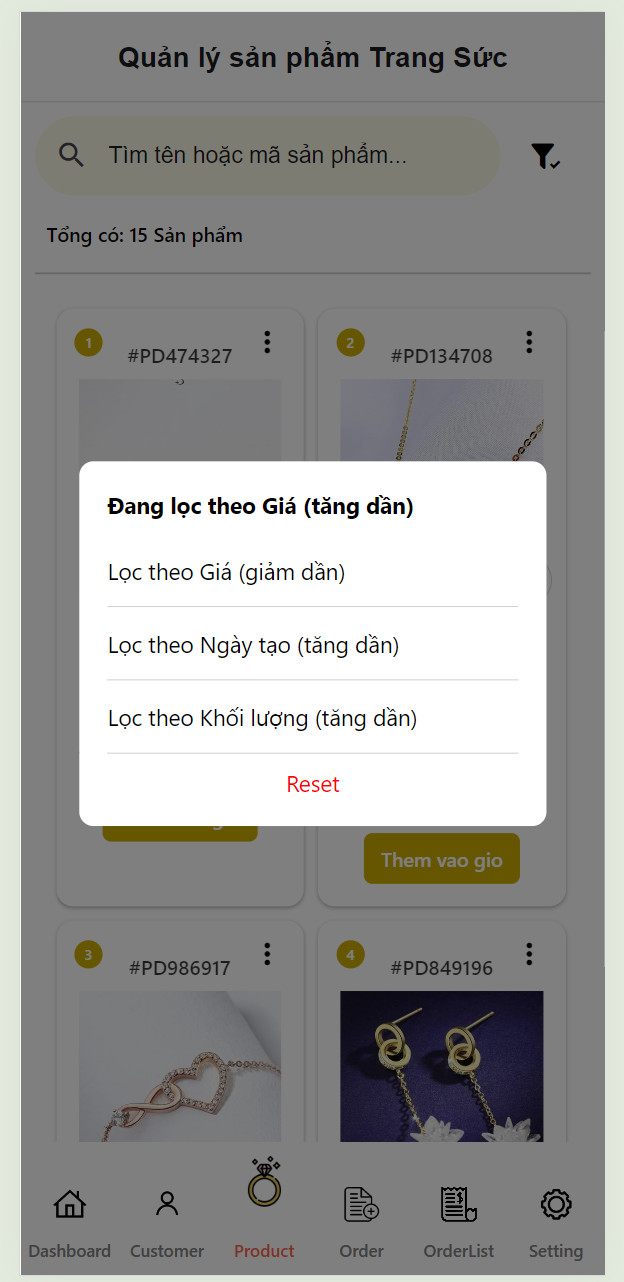 Quản lý sản phẩm Trang Sức
Tìm tên hoặc mã sản phẩm...
Tổng có: 15 Sản phẩm
1
#PD474327
2
#PD134708
Đang lọc theo Giá (tăng dần)
Lọc theo Giá (giảm dần)
Lọc theo Ngày tạo (tăng dần)
Lọc theo Khối lượng (tăng dần)
Reset
Them vao gio
3
#PD986917
4
#PD849196
Dashboard
Customer
Product
Order
OrderList
Setting